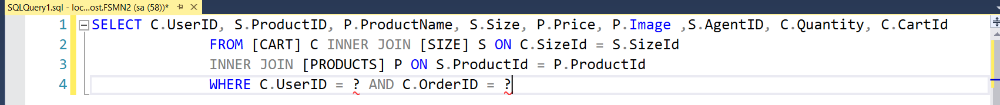 SQLQuery1.sql - loc...ost.FSMN2 (sa (58))*
1 SELECT C.UserID, S.ProductID, P.ProductName, S.Size, P.Price, P.Image ,S.AgentID, C.Quantity, C.CartId
2 FROM [CART] C INNER JOIN [SIZE] S ON C.SizeId = S.SizeId
3 INNER JOIN [PRODUCTS] P ON S.ProductId = P.ProductId
4 WHERE C.UserID = ? AND C.OrderID = ?